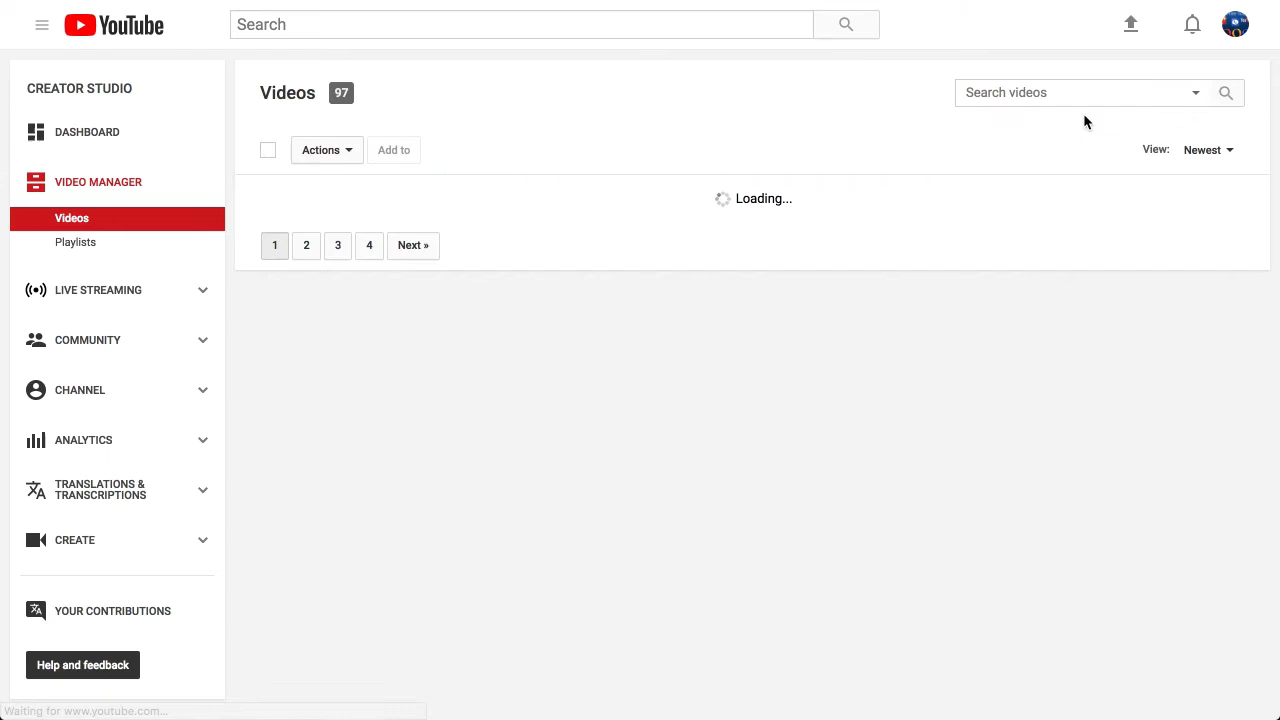 YouTube
Search
CREATOR STUDIO
DASHBOARD
VIDEO MANAGER
Videos
Playlists
LIVE STREAMING
COMMUNITY
CHANNEL
ANALYTICS
TRANSLATIONS &
TRANSCRIPTIONS
CREATE
YOUR CONTRIBUTIONS
Help and feedback
Videos 97
Search videos
Actions
Add to
View: Newest
Loading...
1 2 3 4 Next »
Waiting for www.youtube.com...